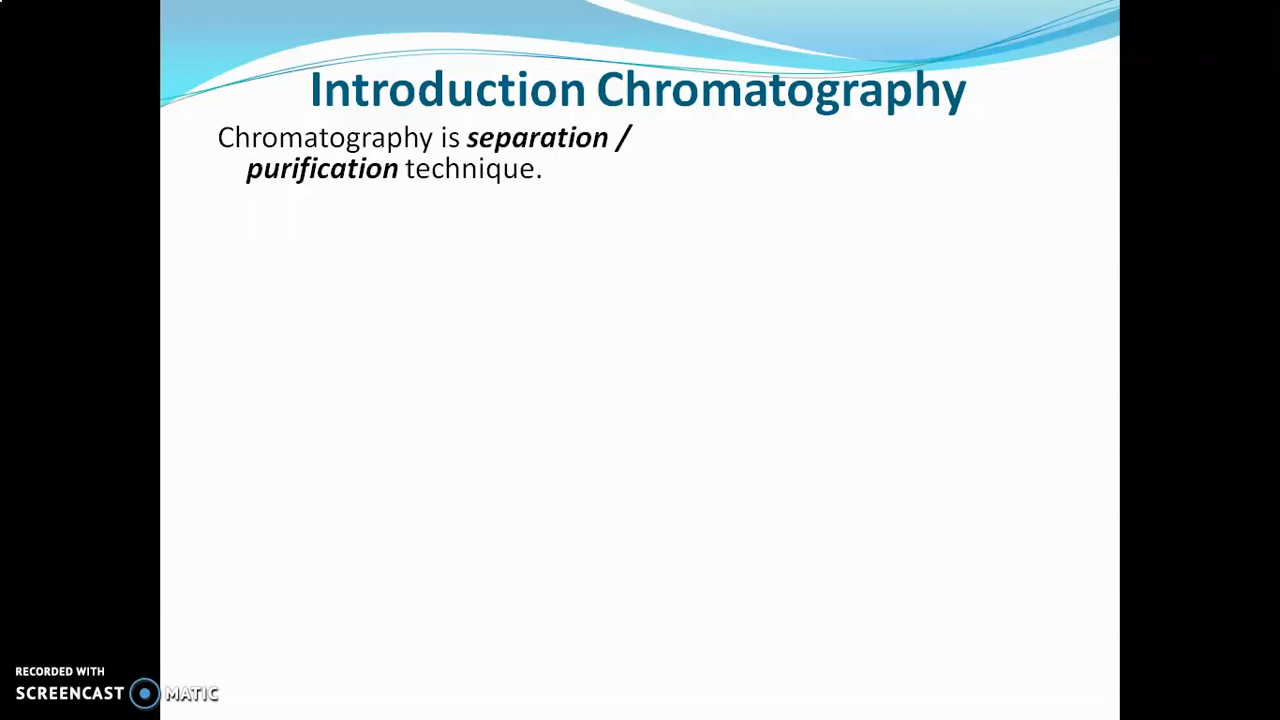 Introduction Chromatography
Chromatography is separation /
purification technique.
RECORDED WITH
SCREENCAST MATIC